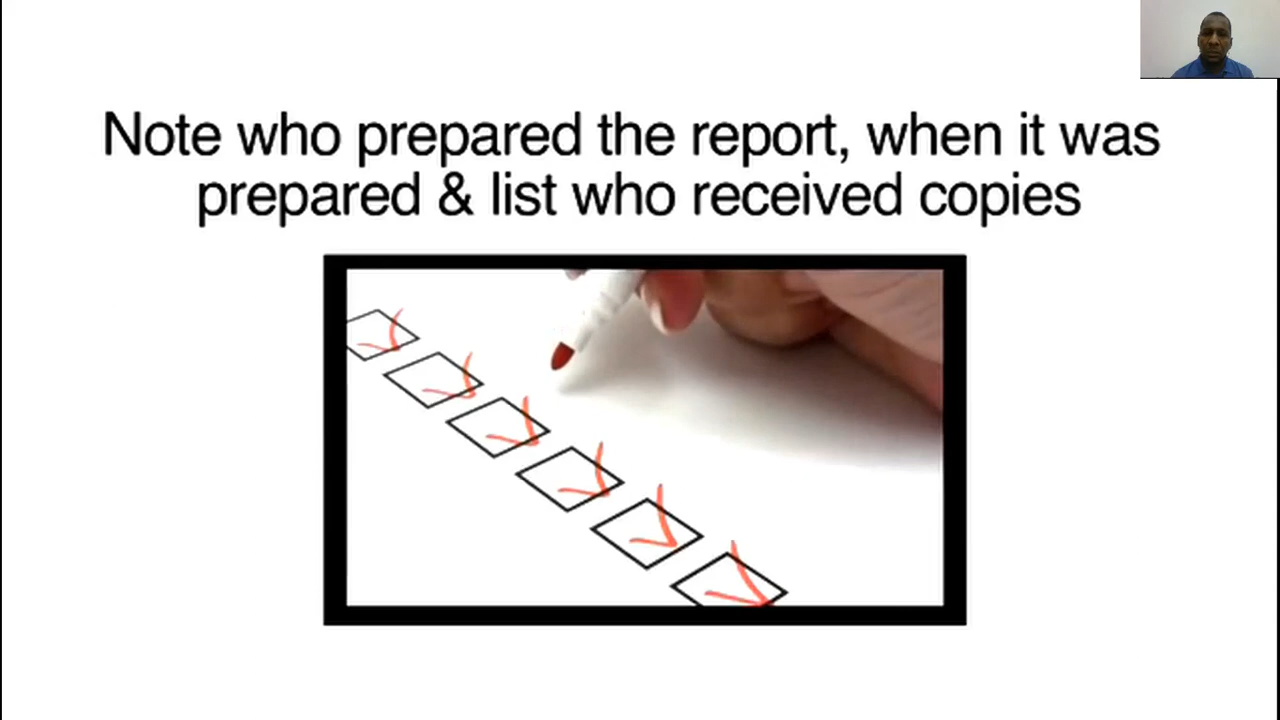 Note who prepared the report, when it was
prepared & list who received copies